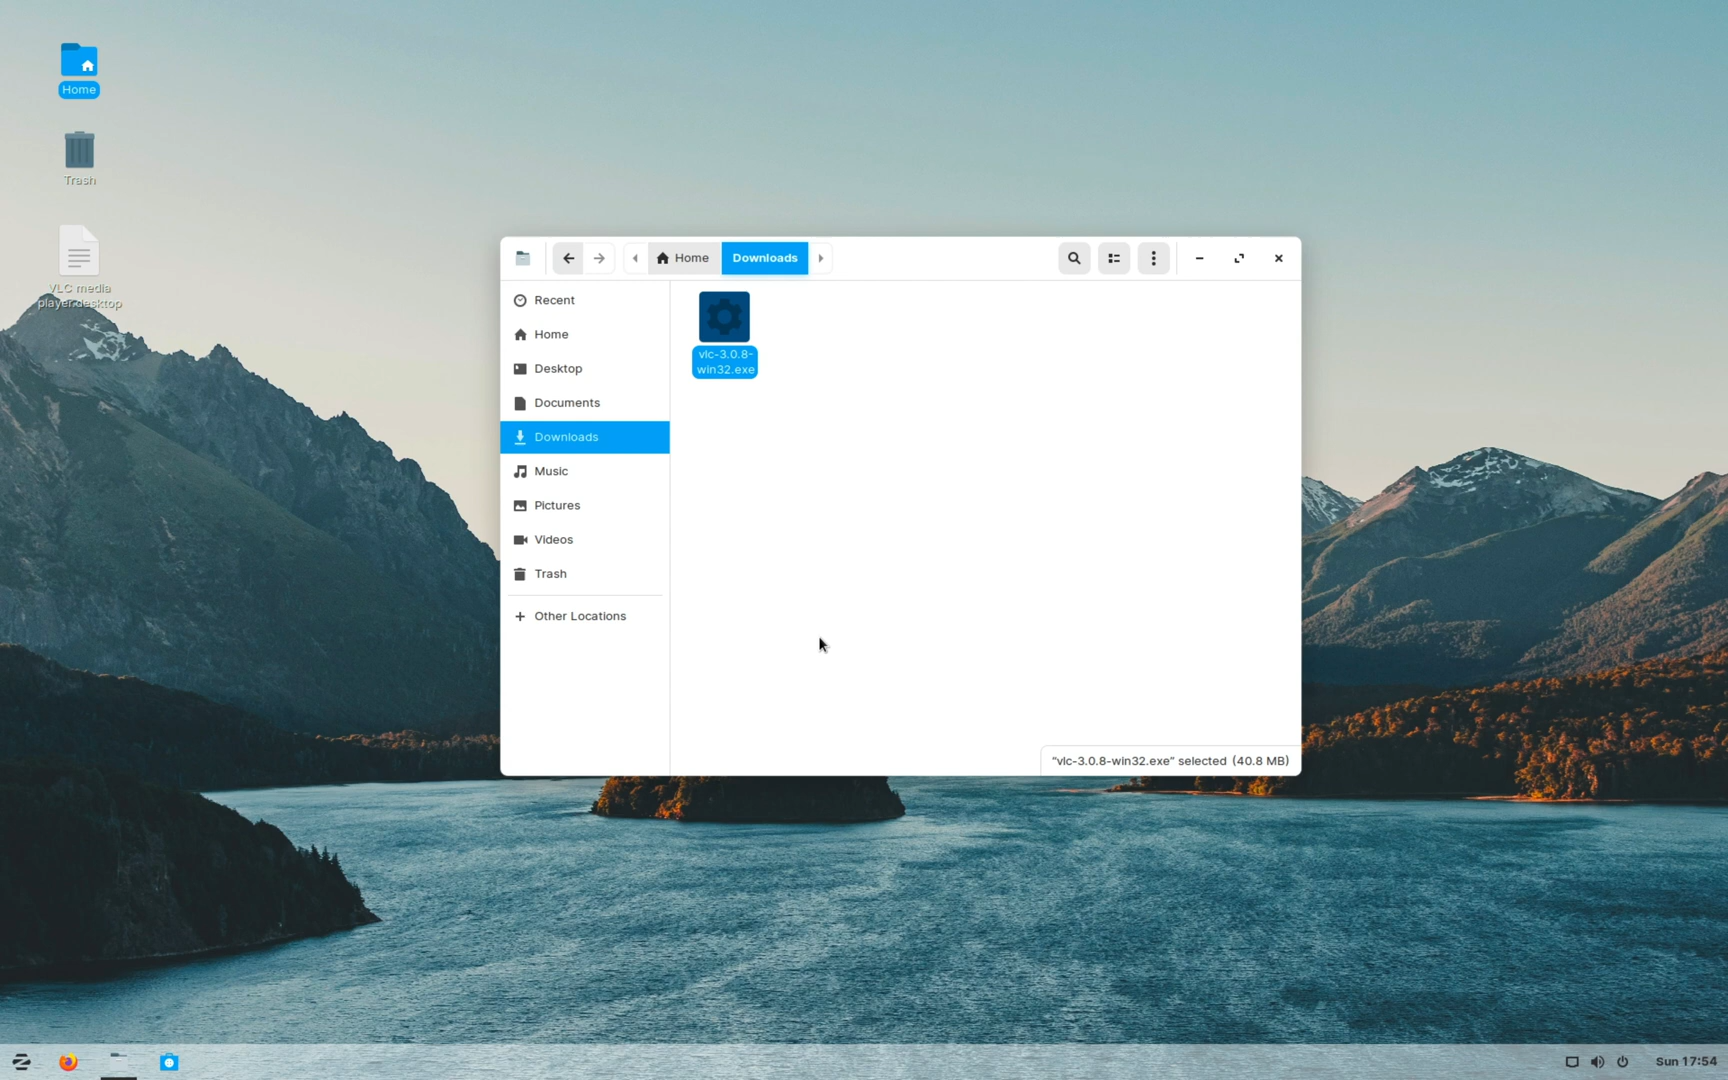 Home
Trash
VLC media
player.desktop
Home
Downloads
Recent
Home
Desktop
Documents
Downloads
Music
Pictures
Videos
Trash
Other Locations
vlc-3.0.8-
win32.exe
“vlc-3.0.8-win32.exe” selected (40.8 MB)
Sun 17:54